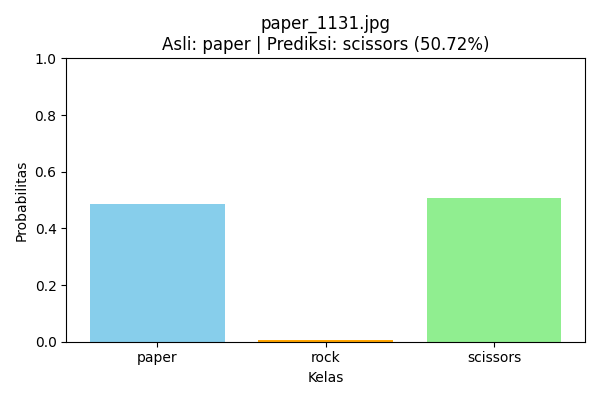 paper_1131.jpg
Asli: paper | Prediksi: scissors (50.72%)
1.0
0.8
0.6
0.4
0.2
0.0
Probabilitas
paper rock scissors
Kelas